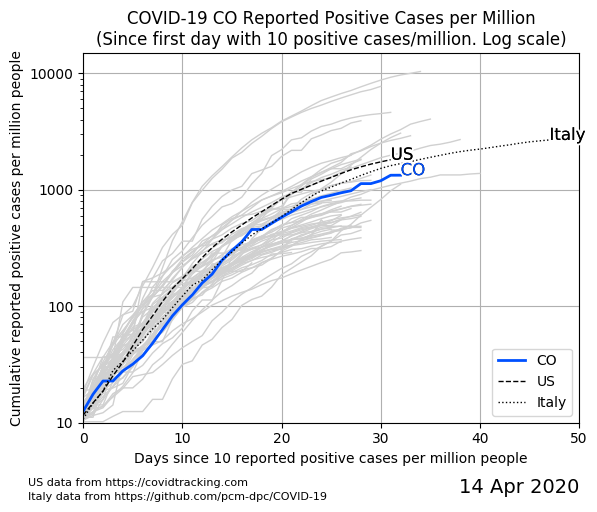 COVID-19 CO Reported Positive Cases per Million
(Since first day with 10 positive cases/million. Log scale)
Cumulative reported positive cases per million people
10000
1000
100
10
Italy
US
CO
CO
US
Italy
0 10 20 30 40 50
Days since 10 reported positive cases per million people
US data from https://covidtracking.com
Italy data from https://github.com/pcm-dpc/COVID-19
14 Apr 2020